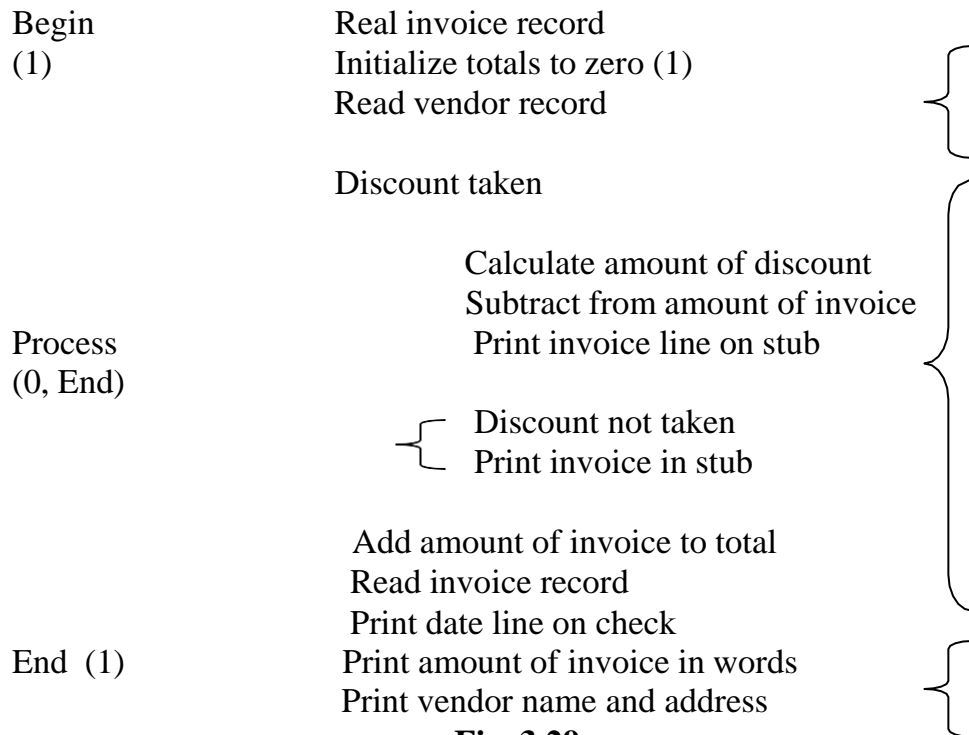 Begin Real invoice record
(1) Initialize totals to zero (1)
Read vendor record
Discount taken
Calculate amount of discount
Subtract from amount of invoice
Process Print invoice line on stub
(0, End)
Discount not taken
Print invoice in stub
Add amount of invoice to total
Read invoice record
Print date line on check
End (1) Print amount of invoice in words
Print vendor name and address